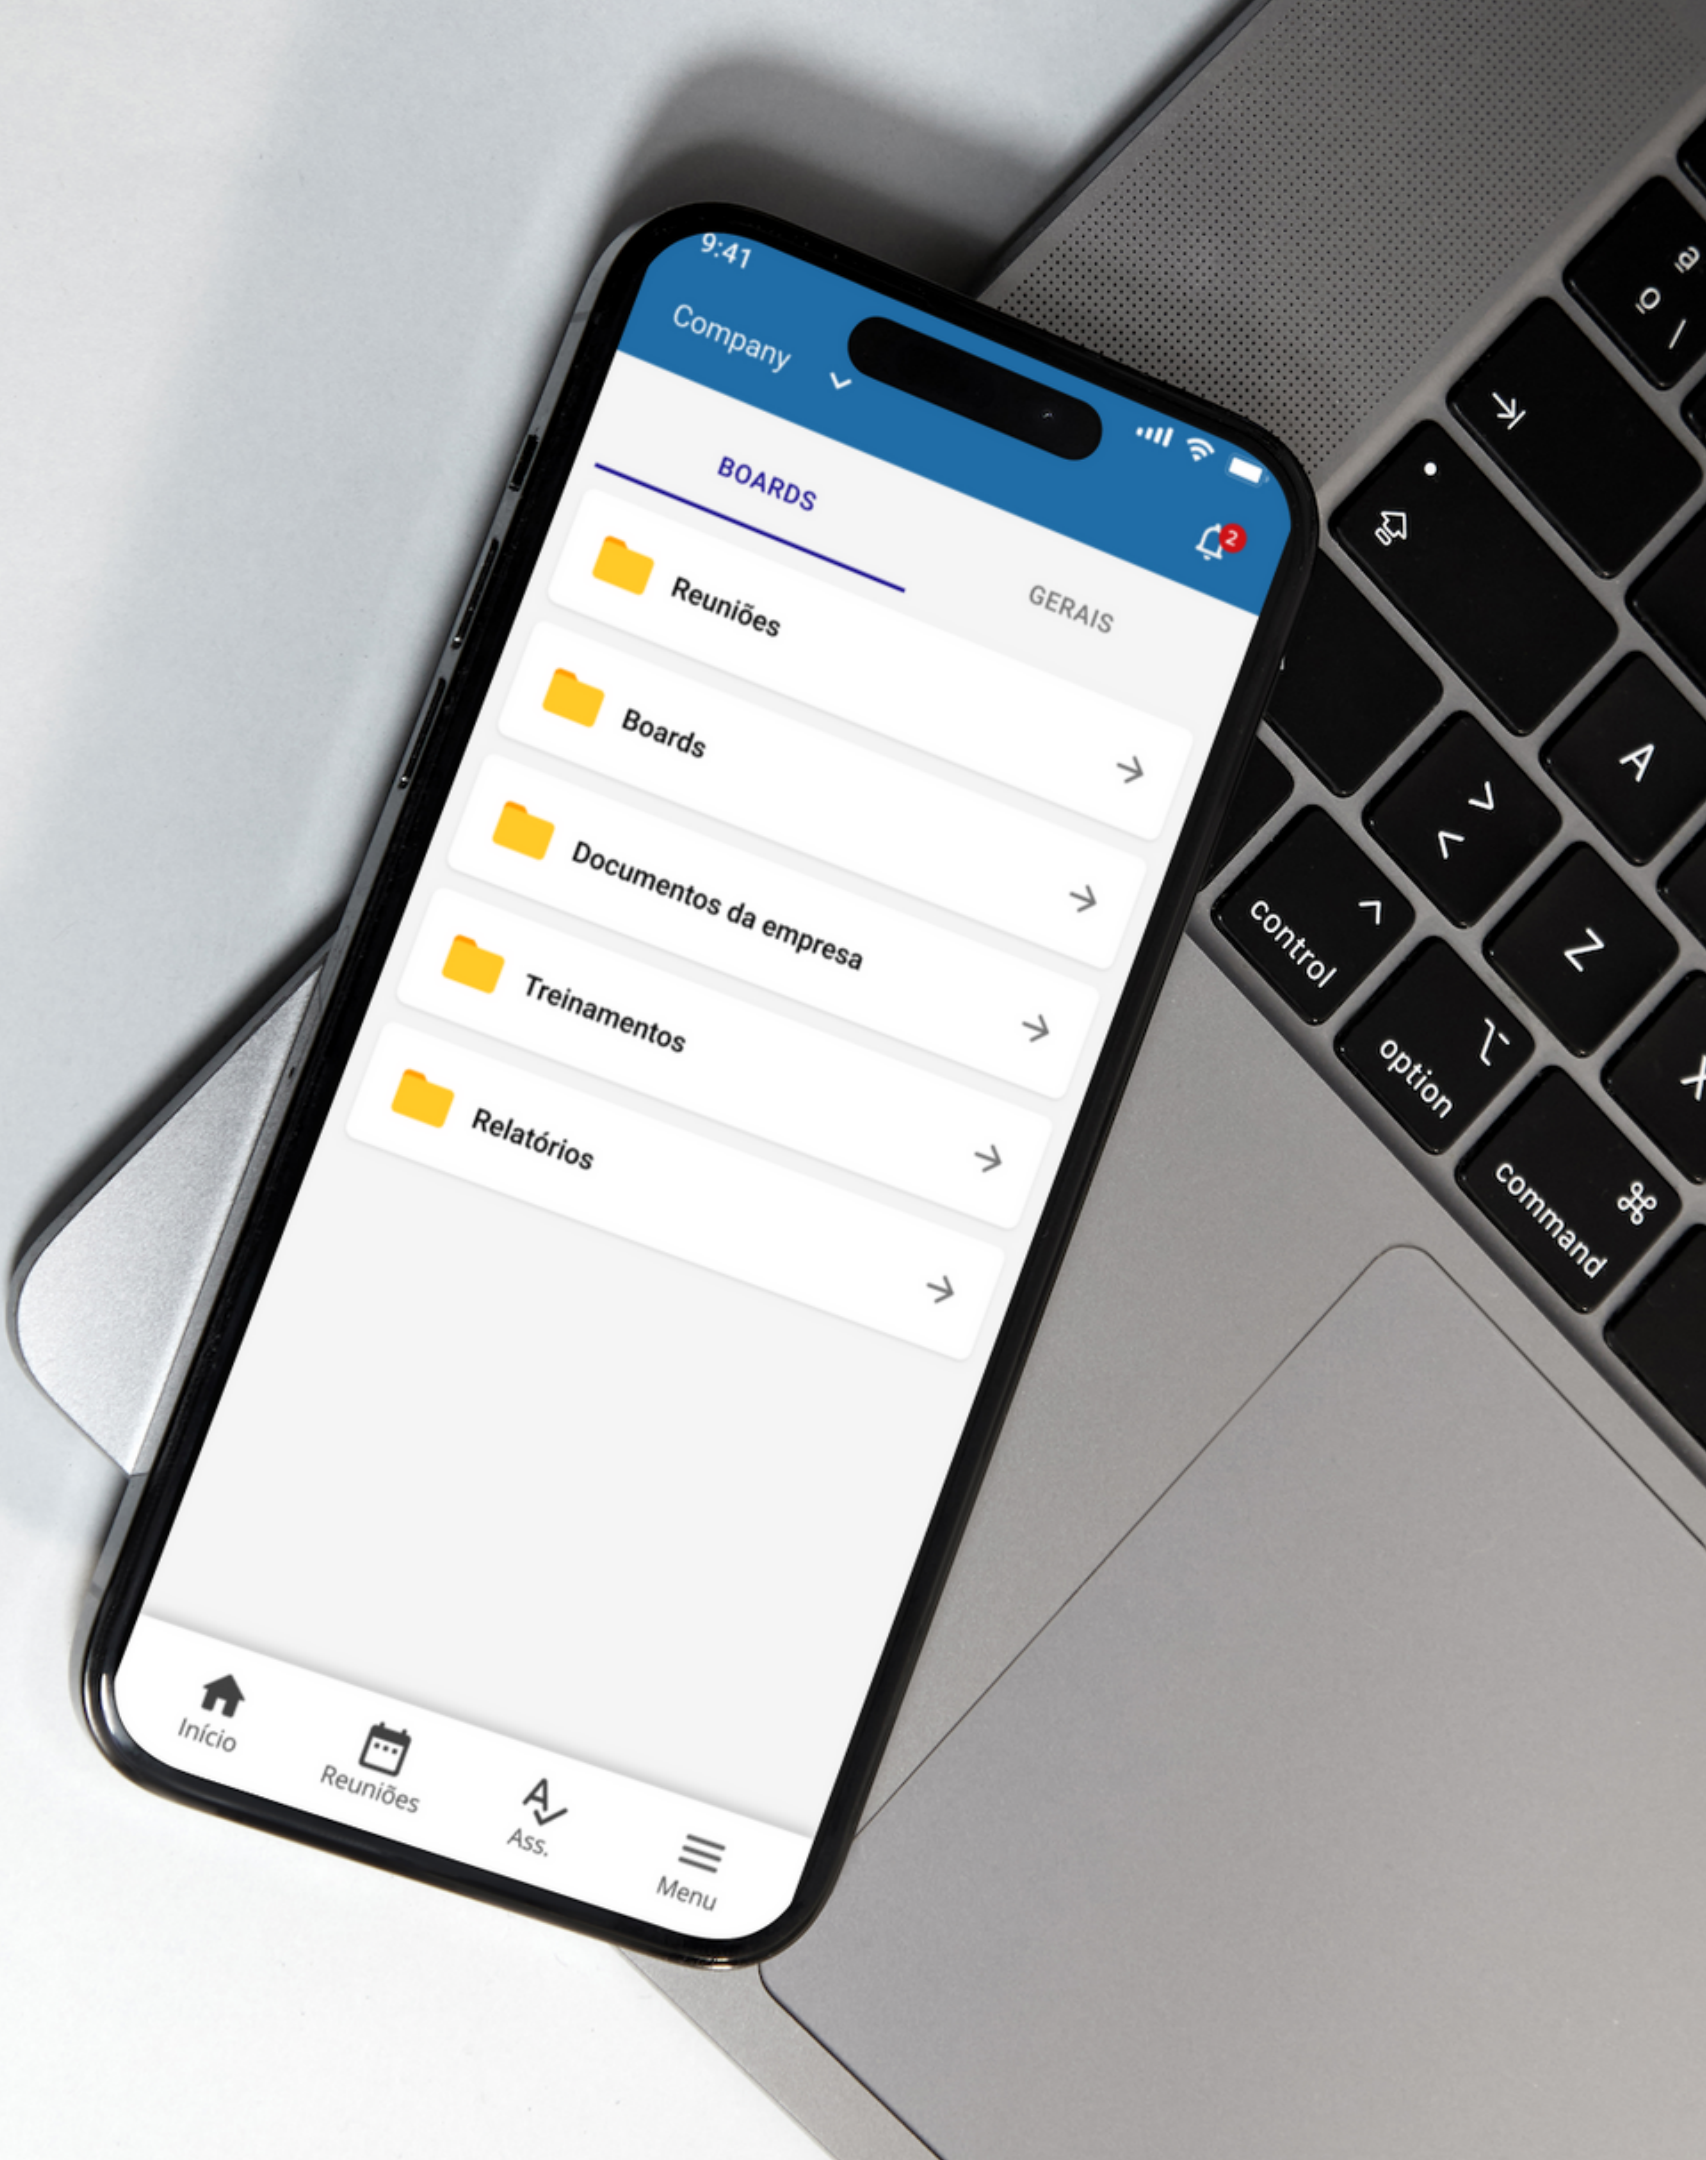 9:41
Company
2
BOARDS
GERAIS
Reuniões
Boards
Documentos da empresa
Treinamentos
Relatórios
Início
Reuniões
Ass.
Menu
ª
º \
A
>
<
Z
X
^
control
option
⌘
command